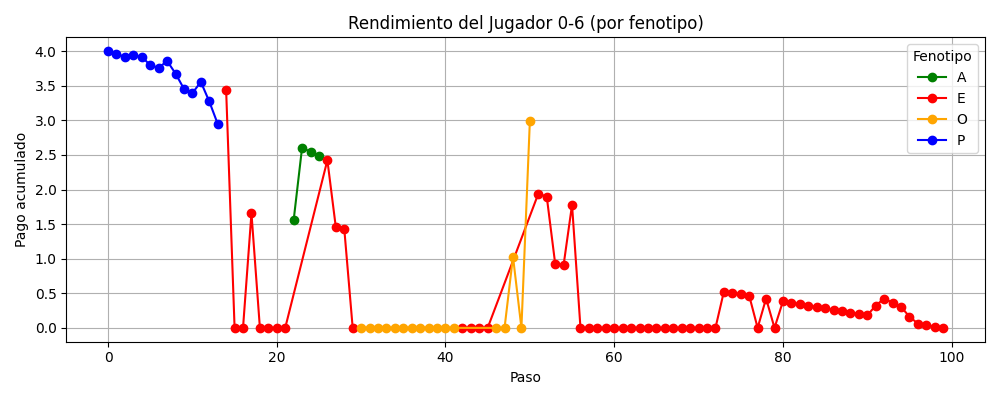 Rendimiento del Jugador 0-6 (por fenotipo)
Pago acumulado
4.0
3.5
3.0
2.5
2.0
1.5
1.0
0.5
0.0
Fenotipo
A
E
O
P
0 20 40 60 80 100
Paso